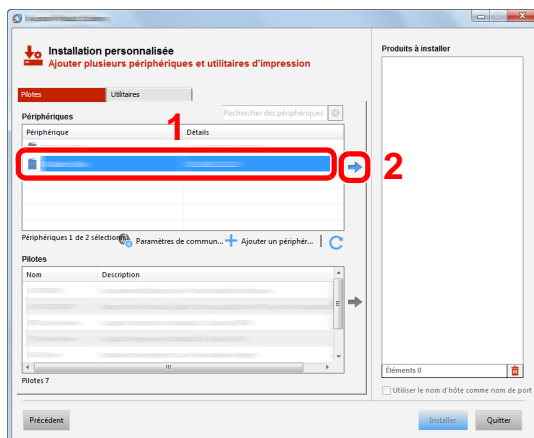 Installation personnalisée
Ajouter plusieurs périphériques et utilitaires d'impression
Produits à installer
Pilotes
Utilitaires
Périphériques
Rechercher des périphériques
Périphérique
Détails
1
2
Périphériques 1 de 2 sélection
Paramètres de commun...
Ajouter un périphér...
Pilotes
Nom
Description
Pilotes 7
Éléments 0
Utiliser le nom d'hôte comme nom de port
Précédent
Installer
Quitter